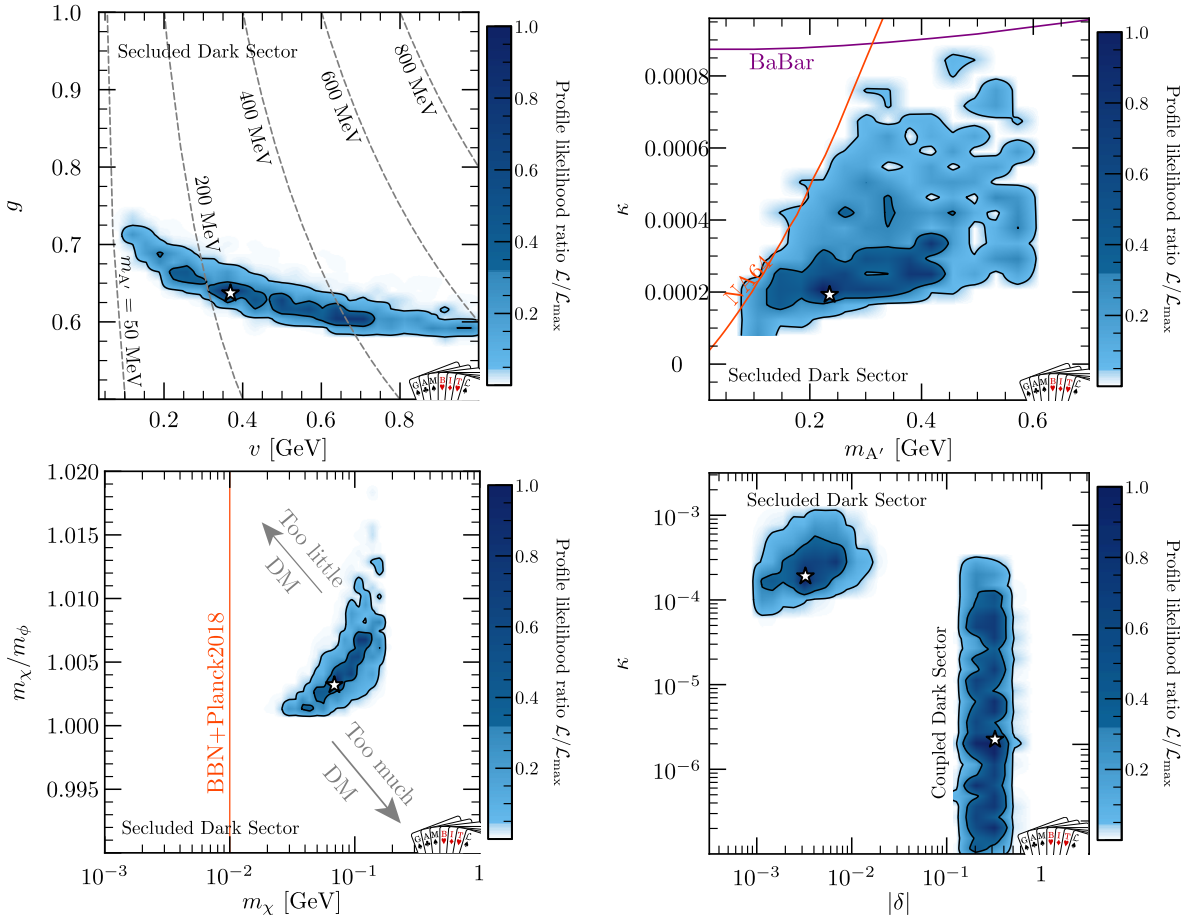 1.0
0.9
0.8
0.7
0.6
g
Secluded Dark Sector
m_A′ = 50 MeV
200 MeV
400 MeV
600 MeV
800 MeV
0.2 0.4 0.6 0.8
v [GeV]
GAMBIT
1.0
0.8
0.6
0.4
0.2
Profile likelihood ratio ℒ/ℒ_max
0.0008
0.0006
0.0004
0.0002
0
κ
BaBar
NA64
Secluded Dark Sector
0.2 0.4 0.6
m_A′ [GeV]
GAMBIT
1.0
0.8
0.6
0.4
0.2
Profile likelihood ratio ℒ/ℒ_max
1.020
1.015
1.010
1.005
1.000
0.995
m_χ/m_ϕ
BBN+Planck2018
Too little
DM
Too much
DM
Secluded Dark Sector
10⁻³ 10⁻² 10⁻¹ 1
m_χ [GeV]
GAMBIT
1.0
0.8
0.6
0.4
0.2
Profile likelihood ratio ℒ/ℒ_max
10⁻³
10⁻⁴
10⁻⁵
10⁻⁶
κ
Secluded Dark Sector
Coupled Dark Sector
10⁻³ 10⁻² 10⁻¹ 1
|δ|
GAMBIT
1.0
0.8
0.6
0.4
0.2
Profile likelihood ratio ℒ/ℒ_max